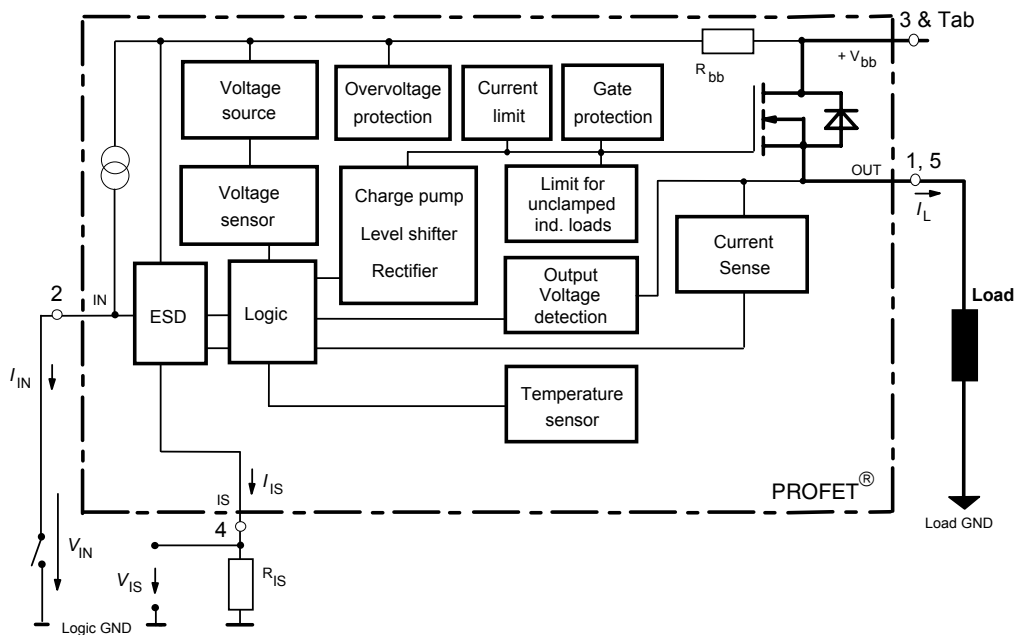 3 & Tab
R bb
+ V bb
Voltage
source
Overvoltage
protection
Current
limit
Gate
protection
Voltage
sensor
Charge pump
Level shifter
Rectifier
Limit for
unclamped
ind. loads
OUT
1, 5
I L
Current
Sense
Output
Voltage
detection
Load
2
IN
ESD
Logic
I IN
Temperature
sensor
I IS
IS
PROFET®
4
Load GND
V IN
V IS
R IS
Logic GND